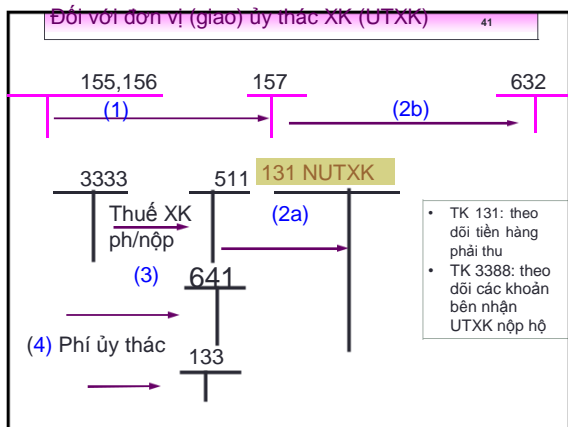 Đối với đơn vị (giao) ủy thác XK (UTXK)
41
155,156
157
632
(1)
(2b)
3333
511
131 NUTXK
Thuế XK
ph/nộp
(2a)
(3)
641
(4) Phí ủy thác
133
• TK 131: theo
dõi tiền hàng
phải thu
• TK 3388: theo
dõi các khoản
bên nhận
UTXK nộp hộ